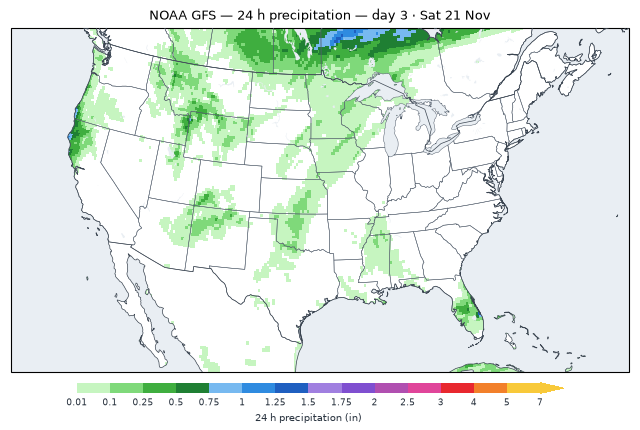 NOAA GFS — 24 h precipitation — day 3 · Sat 21 Nov
0.01 0.1 0.25 0.5 0.75 1 1.25 1.5 1.75 2 2.5 3 4 5 7
24 h precipitation (in)